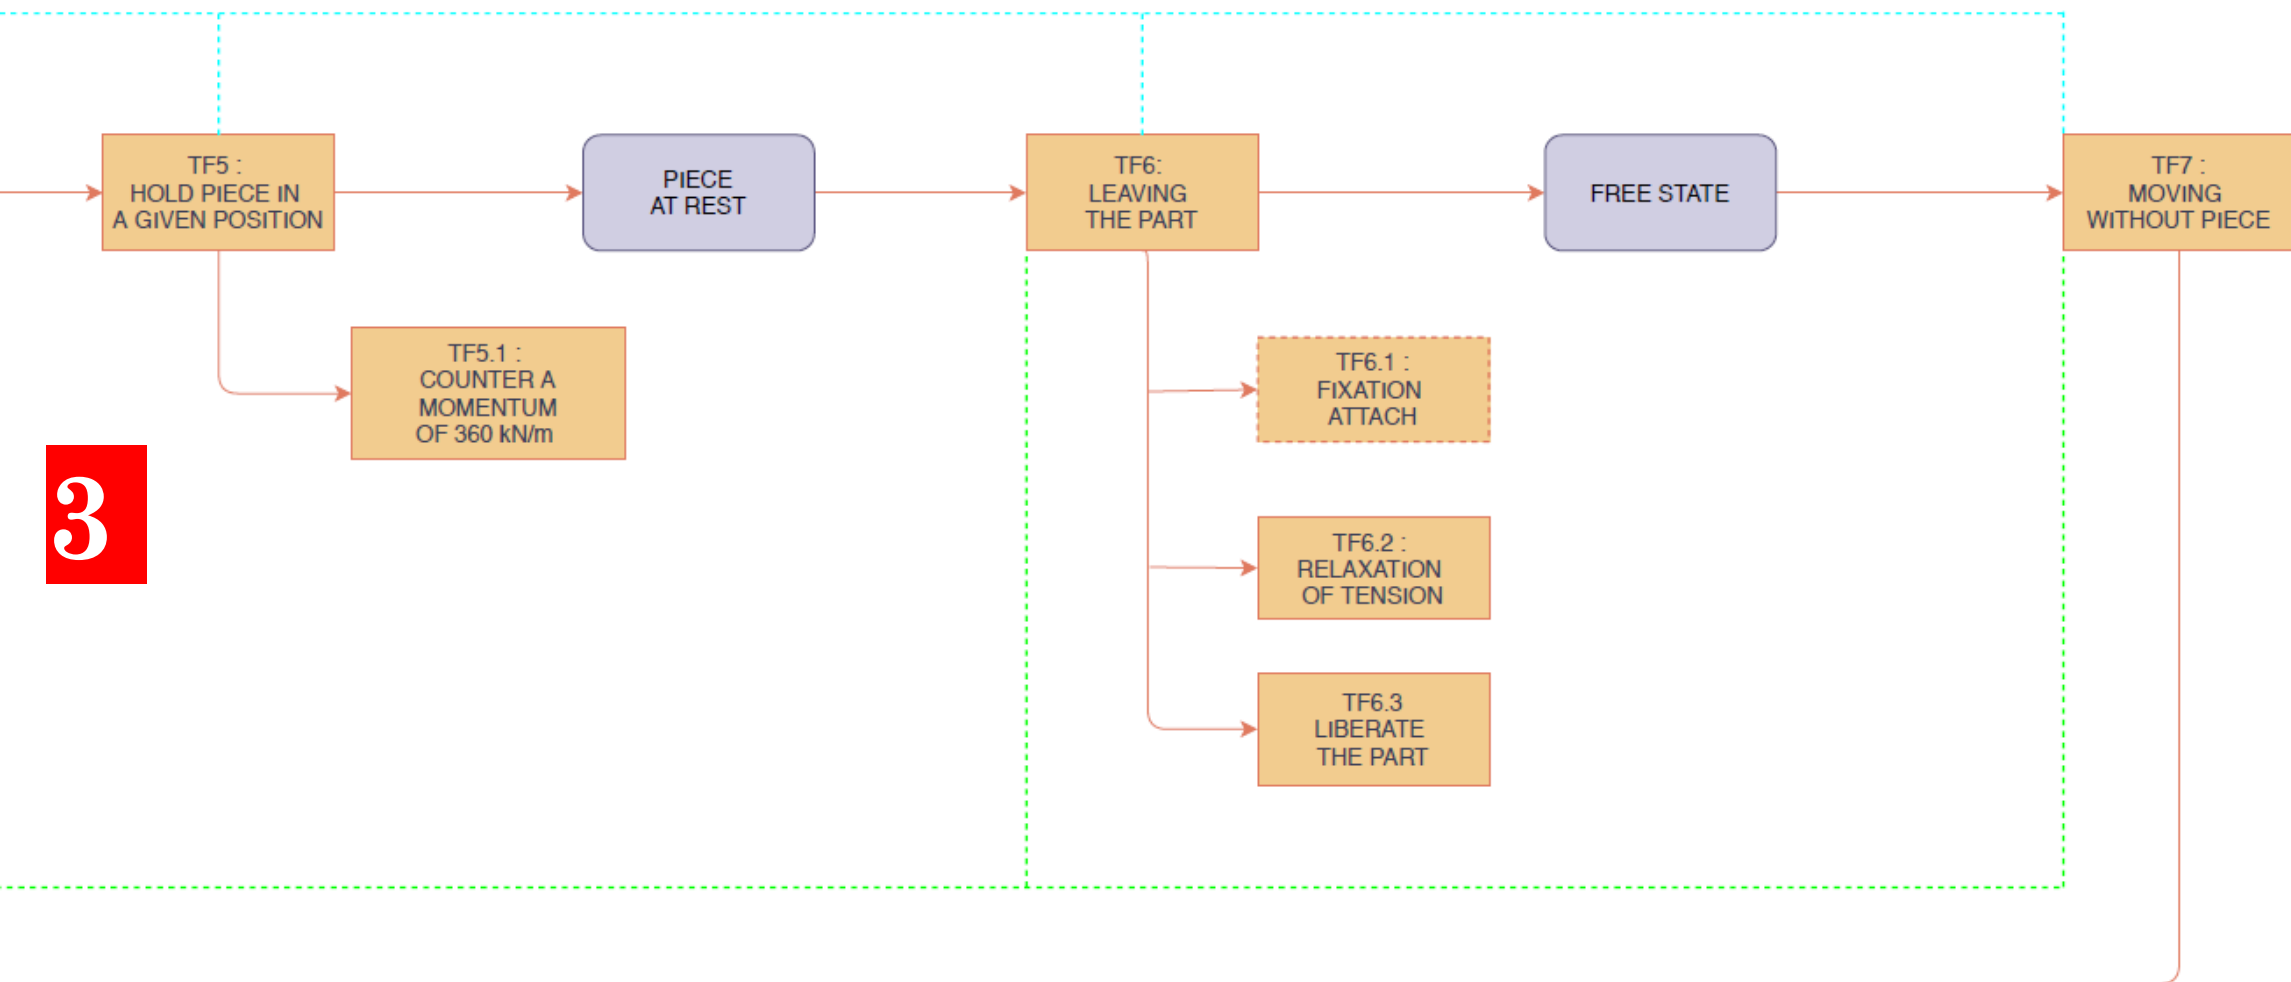 TF5 :
HOLD PIECE IN
A GIVEN POSITION
PIECE
AT REST
TF6:
LEAVING
THE PART
FREE STATE
TF7 :
MOVING
WITHOUT PIECE
TF5.1 :
COUNTER A
MOMENTUM
OF 360 kN/m
TF6.1 :
FIXATION
ATTACH
3
TF6.2 :
RELAXATION
OF TENSION
TF6.3
LIBERATE
THE PART